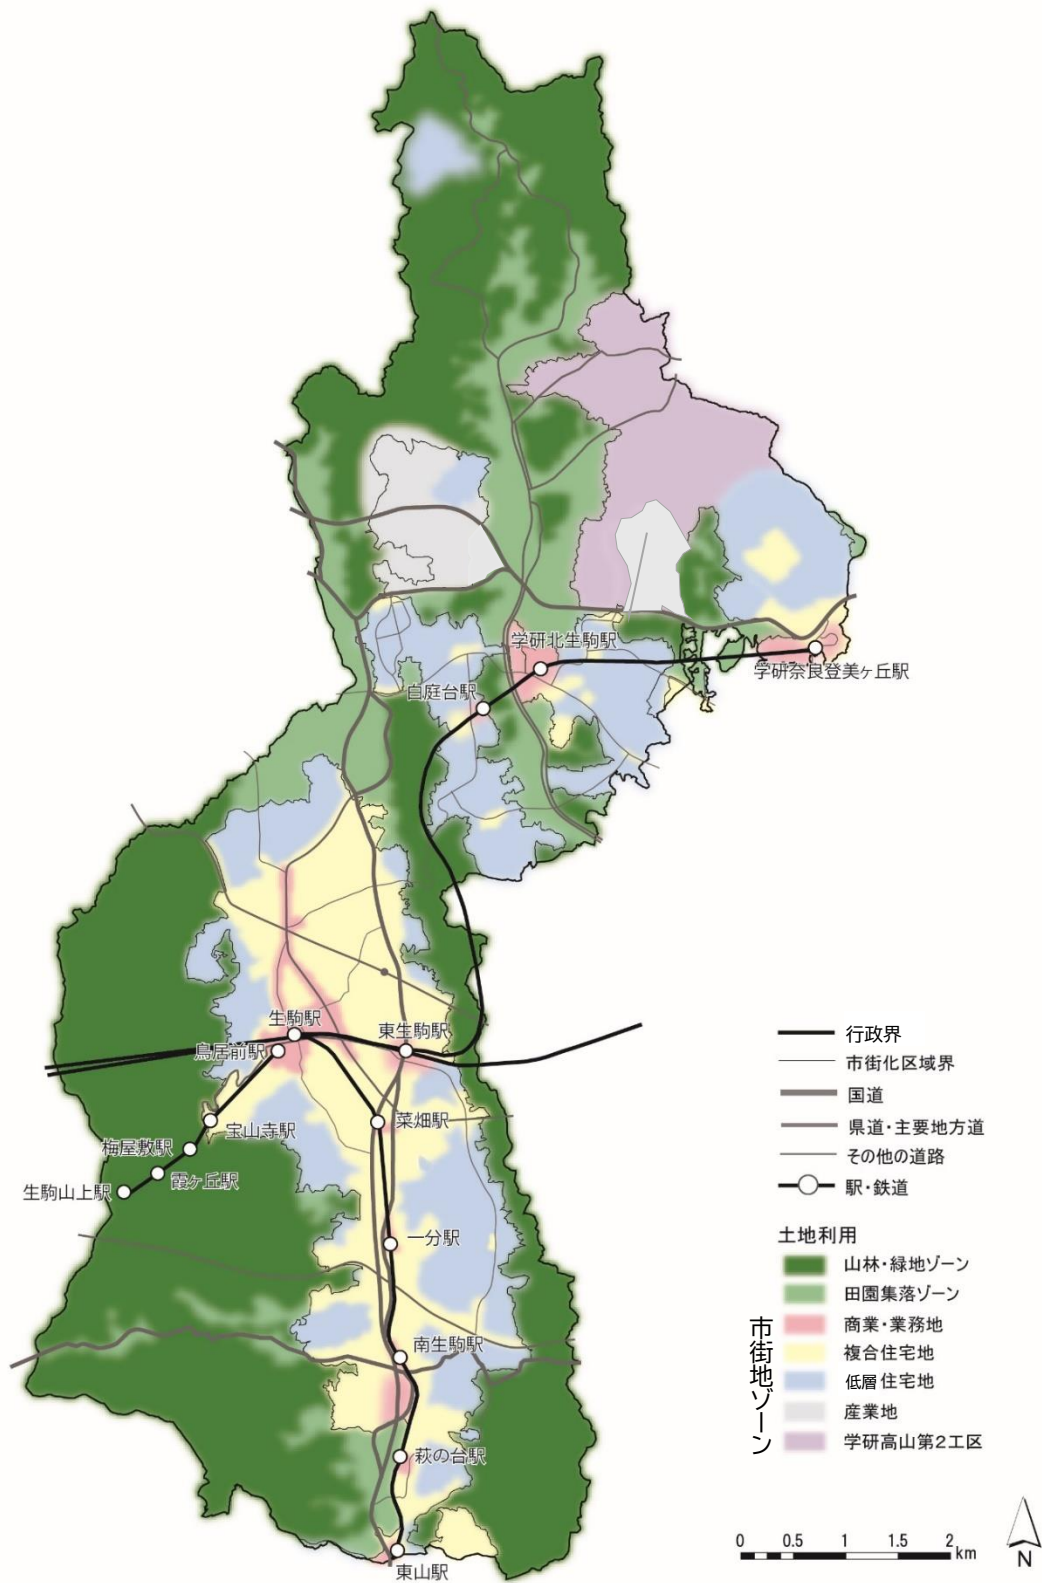 学研北生駒駅
学研奈良登美ヶ丘駅
白庭台駅
生駒駅
東生駒駅
鳥居前駅
菜畑駅
宝山寺駅
梅屋敷駅
霞ヶ丘駅
生駒山上駅
一分駅
南生駒駅
萩の台駅
東山駅
行政界
市街化区域界
国道
県道・主要地方道
その他の道路
駅・鉄道
土地利用
山林・緑地ゾーン
田園集落ゾーン
市街地ゾーン
商業・業務地
複合住宅地
低層住宅地
産業地
学研高山第2工区
0 0.5 1 1.5 2 km
N